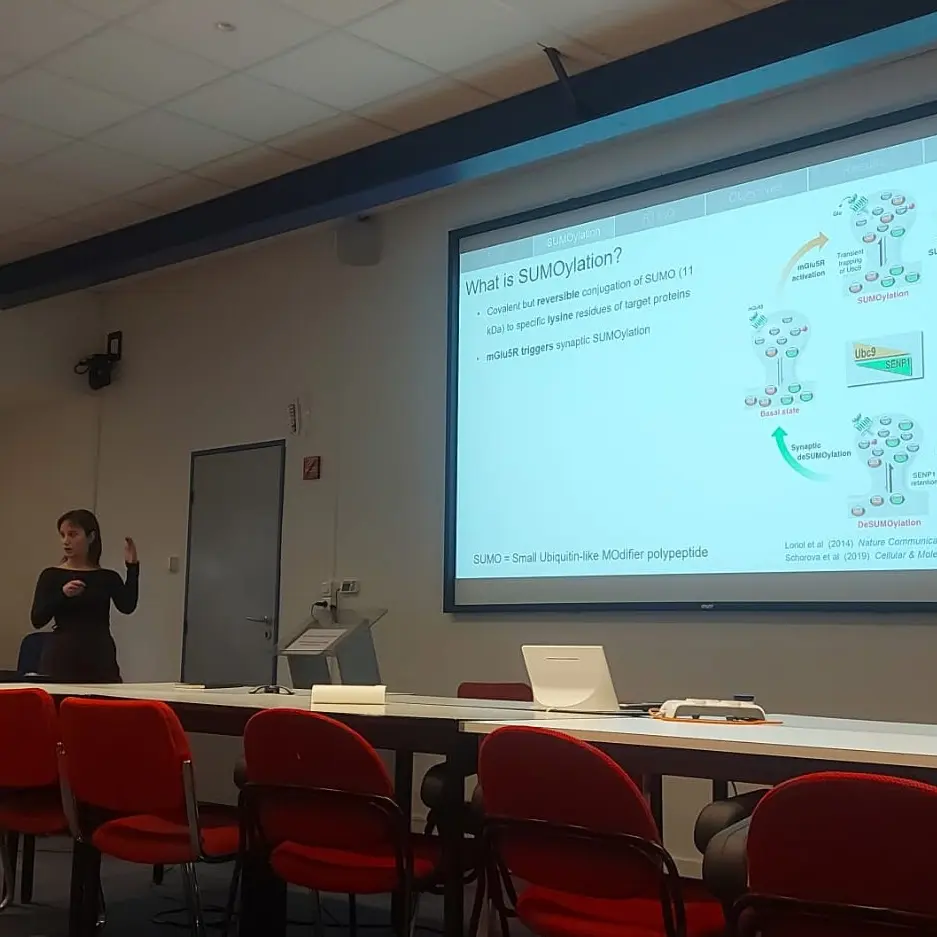 SUMOylation
What is SUMOylation?
• Covalent but reversible conjugation of SUMO (11
kDa) to specific lysine residues of target proteins
• mGlu5R triggers synaptic SUMOylation
mGlu5R
activation
Transient
trapping
of Ubc9
SUMOylation
Ubc9
SENP1
Basal state
Synaptic
deSUMOylation
SENP1
retention
DeSUMOylation
SUMO = Small Ubiquitin-like MOdifier polypeptide
Loriol et al (2014) Nature Communica
Schorova et al (2019) Cellular & Mole